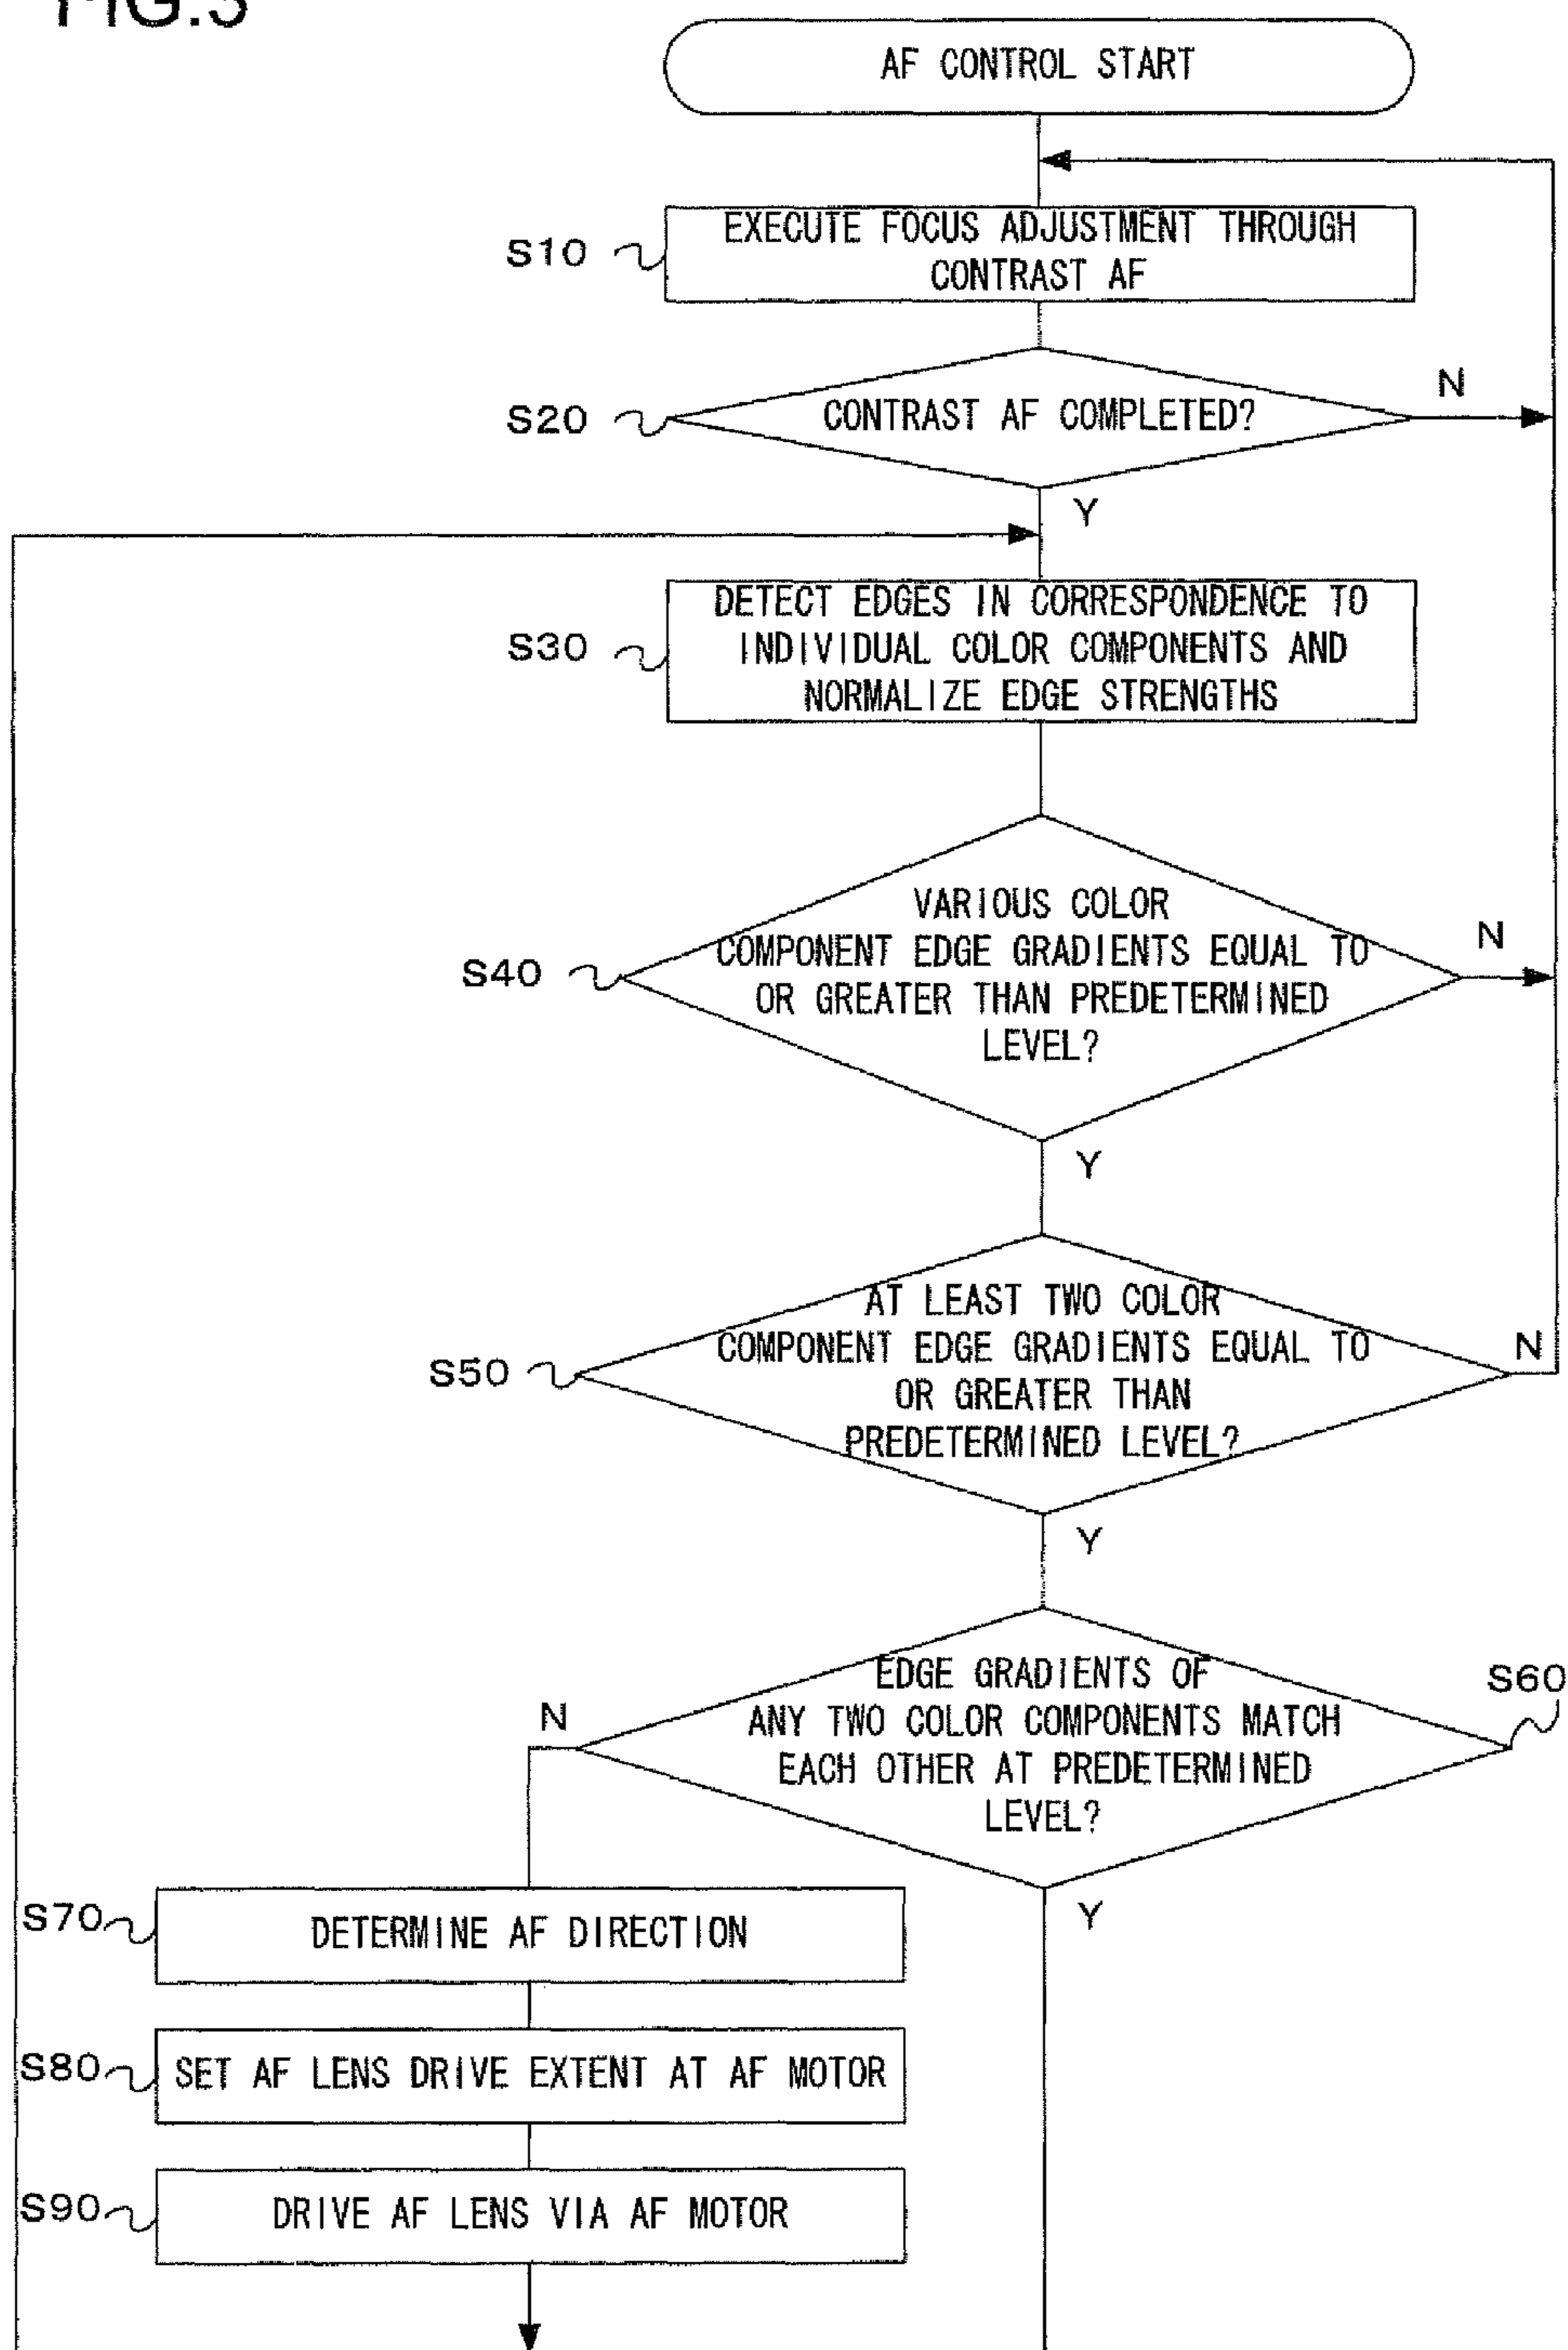 FIG.3
AF CONTROL START
S10
EXECUTE FOCUS ADJUSTMENT THROUGH
CONTRAST AF
S20
CONTRAST AF COMPLETED?
N
Y
S30
DETECT EDGES IN CORRESPONDENCE TO
INDIVIDUAL COLOR COMPONENTS AND
NORMALIZE EDGE STRENGTHS
S40
VARIOUS COLOR
COMPONENT EDGE GRADIENTS EQUAL TO
OR GREATER THAN PREDETERMINED
LEVEL?
N
Y
S50
AT LEAST TWO COLOR
COMPONENT EDGE GRADIENTS EQUAL TO
OR GREATER THAN
PREDETERMINED LEVEL?
N
Y
S60
EDGE GRADIENTS OF
ANY TWO COLOR COMPONENTS MATCH
EACH OTHER AT PREDETERMINED
LEVEL?
N
Y
S70
DETERMINE AF DIRECTION
S80
SET AF LENS DRIVE EXTENT AT AF MOTOR
S90
DRIVE AF LENS VIA AF MOTOR